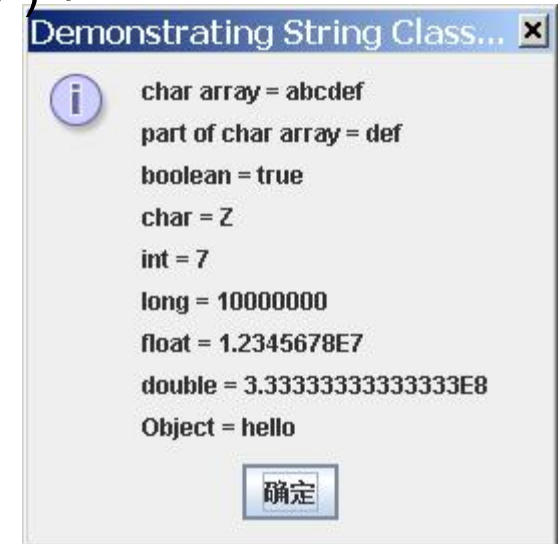 Demonstrating String Class...
char array = abcdef
part of char array = def
boolean = true
char = Z
int = 7
long = 10000000
float = 1.2345678E7
double = 3.33333333333333E8
Object = hello
确定